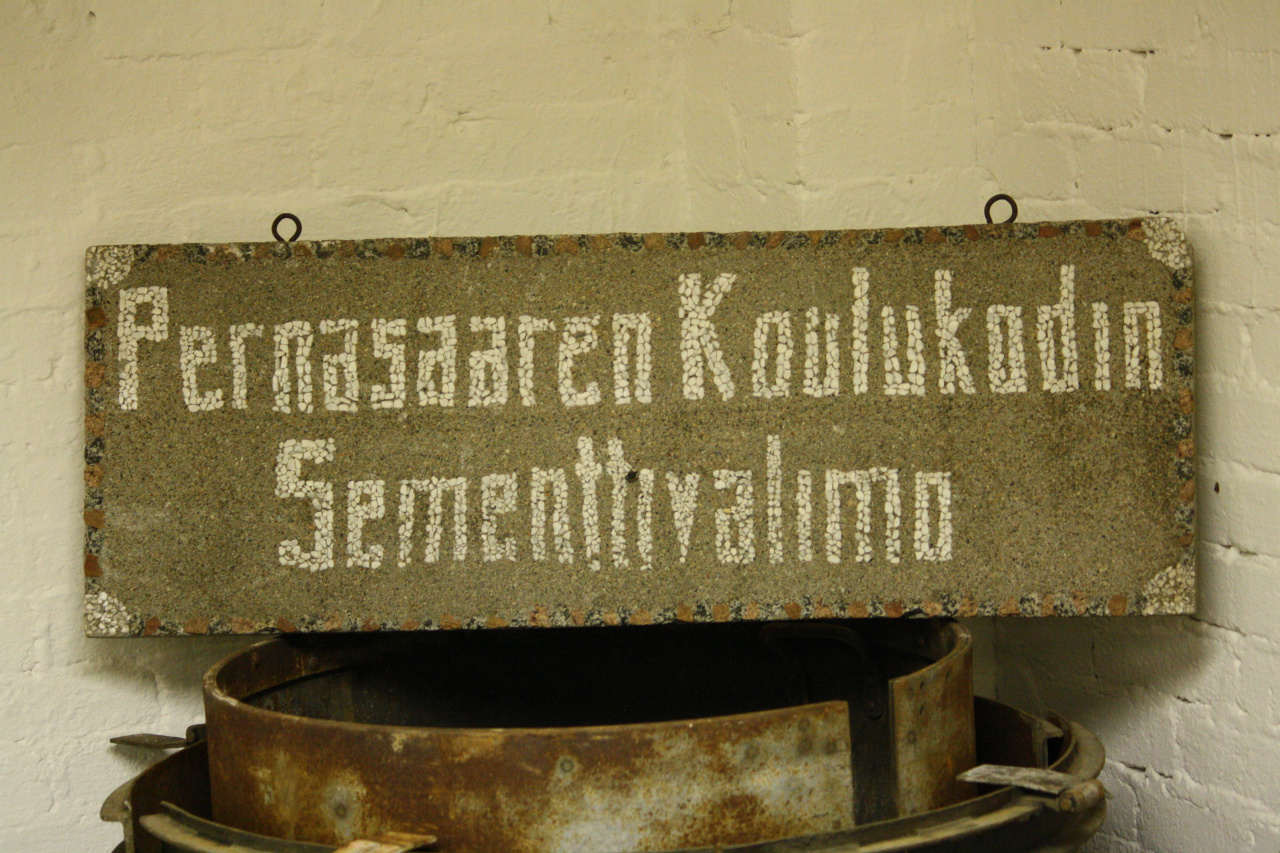 Pernasaaren Koulukodin
Sementtivalimo